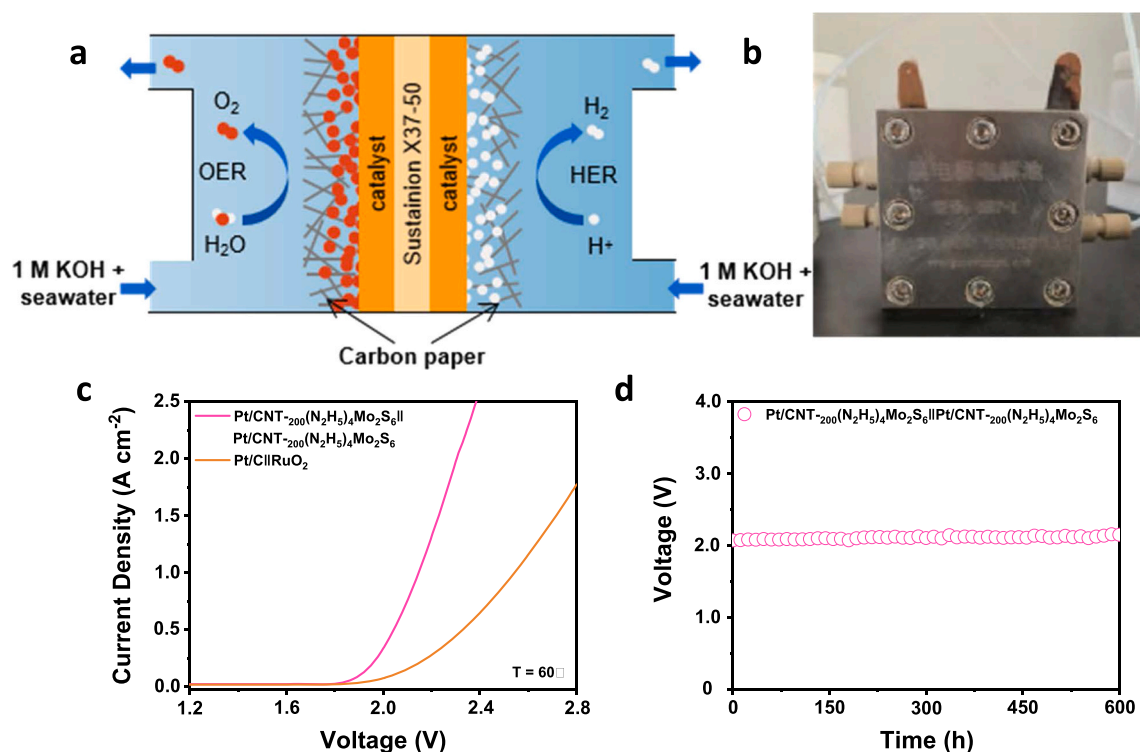 a
O₂
OER
H₂O
1 M KOH +
seawater
catalyst
Sustainion X37-50
catalyst
H₂
HER
H⁺
1 M KOH +
seawater
Carbon paper
b
c
Current Density (A cm⁻²)
2.5
2.0
1.5
1.0
0.5
0.0
Pt/CNT-₂₀₀(N₂H₅)₄Mo₂S₆ll
Pt/CNT-₂₀₀(N₂H₅)₄Mo₂S₆
Pt/CllRuO₂
T = 60□
1.2 1.6 2.0 2.4 2.8
Voltage (V)
d
Voltage (V)
4.0
3.0
2.0
1.0
0
Pt/CNT-₂₀₀(N₂H₅)₄Mo₂S₆llPt/CNT-₂₀₀(N₂H₅)₄Mo₂S₆
0 150 300 450 600
Time (h)